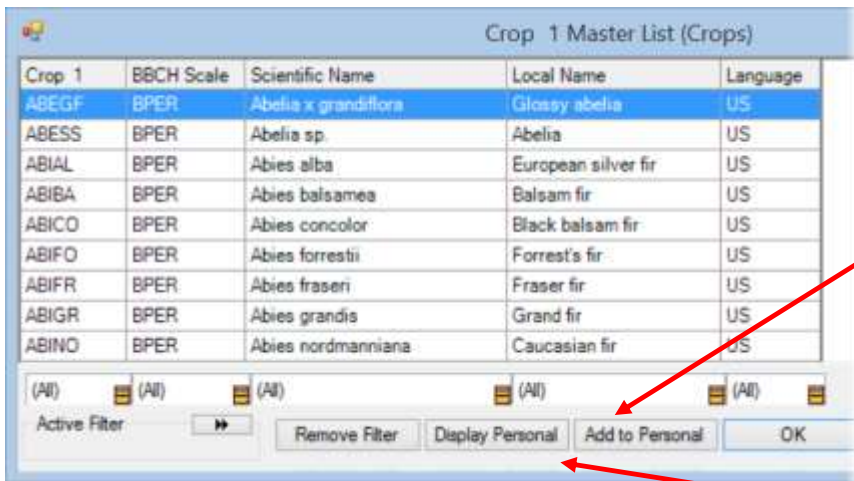 Crop 1 Master List (Crops)
Crop 1 BBCH Scale Scientific Name Local Name Language
ABEGF BPER Abelia x grandiflora Glossy abelia US
ABESS BPER Abelia sp. Abelia US
ABIAL BPER Abies alba European silver fir US
ABIBA BPER Abies balsamea Balsam fir US
ABICO BPER Abies concolor Black balsam fir US
ABIFO BPER Abies forrestii Forrest's fir US
ABIFR BPER Abies fraseri Fraser fir US
ABIGR BPER Abies grandis Grand fir US
ABINO BPER Abies nordmanniana Caucasian fir US
(All) (All) (All) (All) (All)
Active Filter Remove Filter Display Personal Add to Personal OK